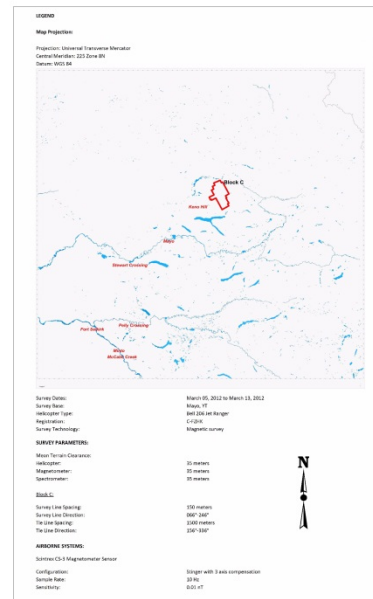 LEGEND
Map Projection:
Projection: Universal Transverse Mercator
Central Meridian: 225 Zone 8N
Datum: WGS 84
Block C
Keno Hill
Mayo
Stewart Crossing
Pelly Crossing
Fort Selkirk
Minto
McCabe Creek
Survey Dates: March 05, 2012 to March 13, 2012
Survey Base: Mayo, YT
Helicopter Type: Bell 206 Jet Ranger
Registration: C-FZHK
Survey Technology: Magnetic survey
SURVEY PARAMETERS:
Mean Terrain Clearance:
Helicopter: 35 meters
Magnetometer: 35 meters
Spectrometer: 35 meters
N
Block C:
Survey Line Spacing: 150 meters
Survey Line Direction: 066°-246°
Tie Line Spacing: 1500 meters
Tie Line Direction: 156°-336°
AIRBORNE SYSTEMS:
Scintrex CS-3 Magnetometer Sensor
Configuration: Stinger with 3 axis compensation
Sample Rate: 10 Hz
Sensitivity: 0.01 nT